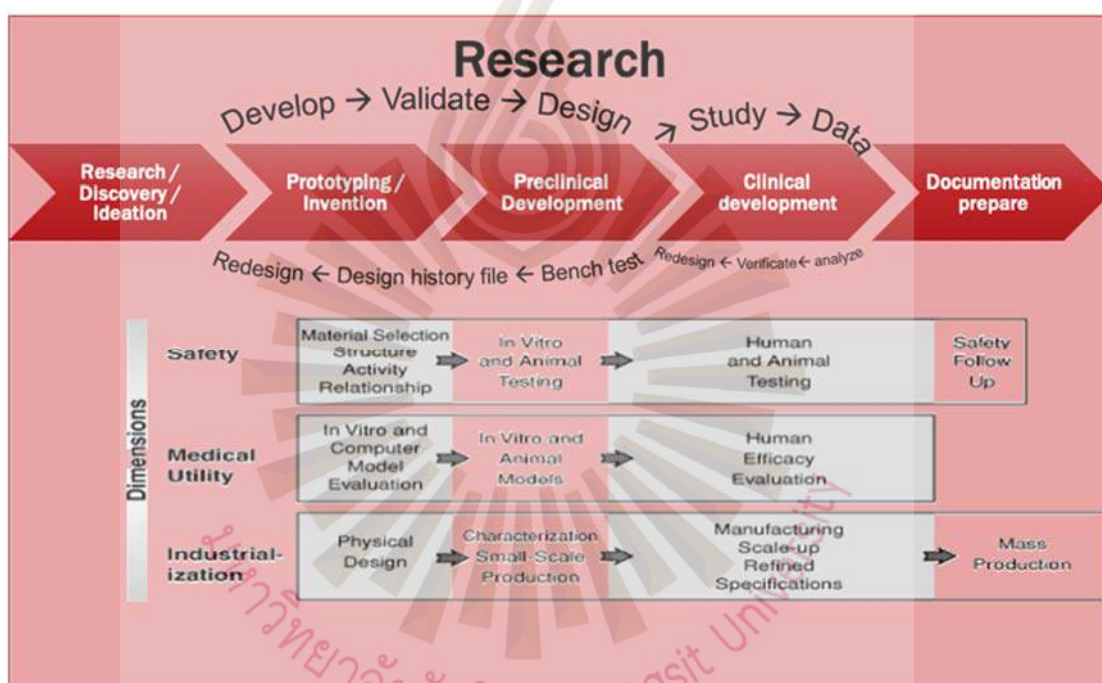 Research
Develop → Validate → Design → Study → Data
Research /
Discovery /
Ideation
Prototyping /
Invention
Preclinical
Development
Clinical
development
Documentation
prepare
Redesign ← Design history file ← Bench test
Redesign ← Verificate ← analyze
Dimensions
Safety
Material Selection
Structure
Activity
Relationship
In Vitro
and Animal
Testing
Human
and Animal
Testing
Safety
Follow
Up
Medical
Utility
In Vitro and
Computer
Model
Evaluation
In Vitro and
Animal
Models
Human
Efficacy
Evaluation
Industrial-
ization
Physical
Design
Characterization
Small-Scale
Production
Manufacturing
Scale-up
Refined
Specifications
Mass
Production
University